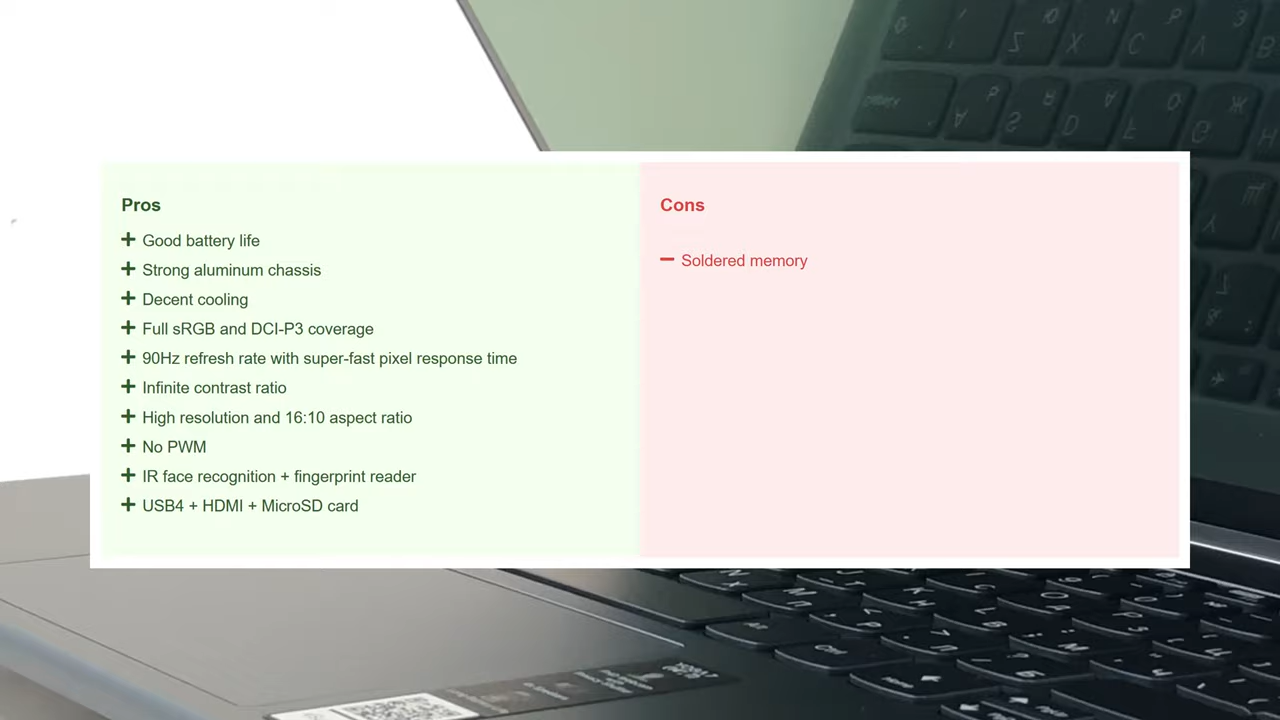 Pros
Good battery life
Strong aluminum chassis
Decent cooling
Full sRGB and DCI-P3 coverage
90Hz refresh rate with super-fast pixel response time
Infinite contrast ratio
High resolution and 16:10 aspect ratio
No PWM
IR face recognition + fingerprint reader
USB4 + HDMI + MicroSD card
Cons
Soldered memory